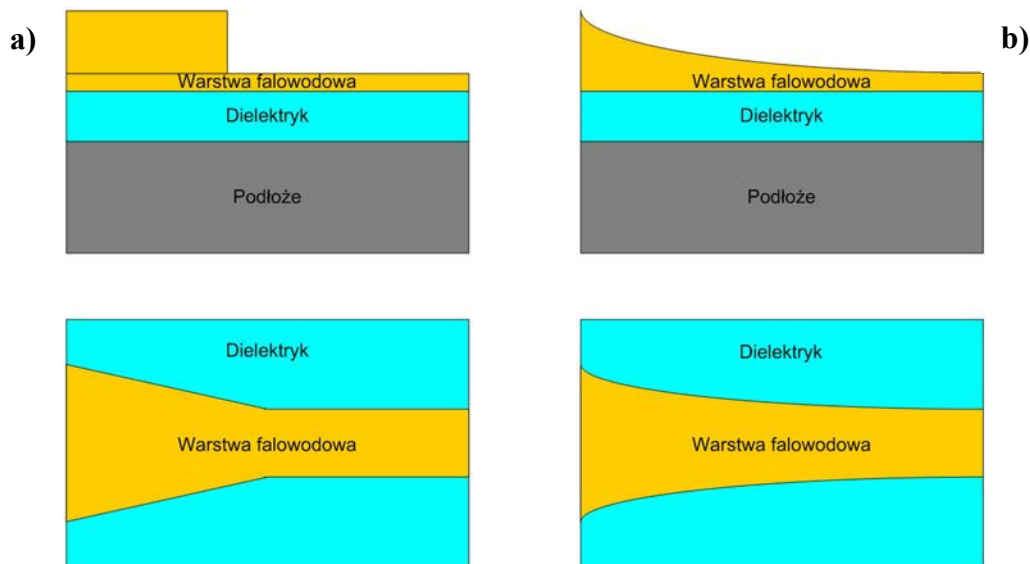 a)
Warstwa falowodowa
Dielektryk
Podłoże
b)
Warstwa falowodowa
Dielektryk
Podłoże
Dielektryk
Warstwa falowodowa
Dielektryk
Warstwa falowodowa